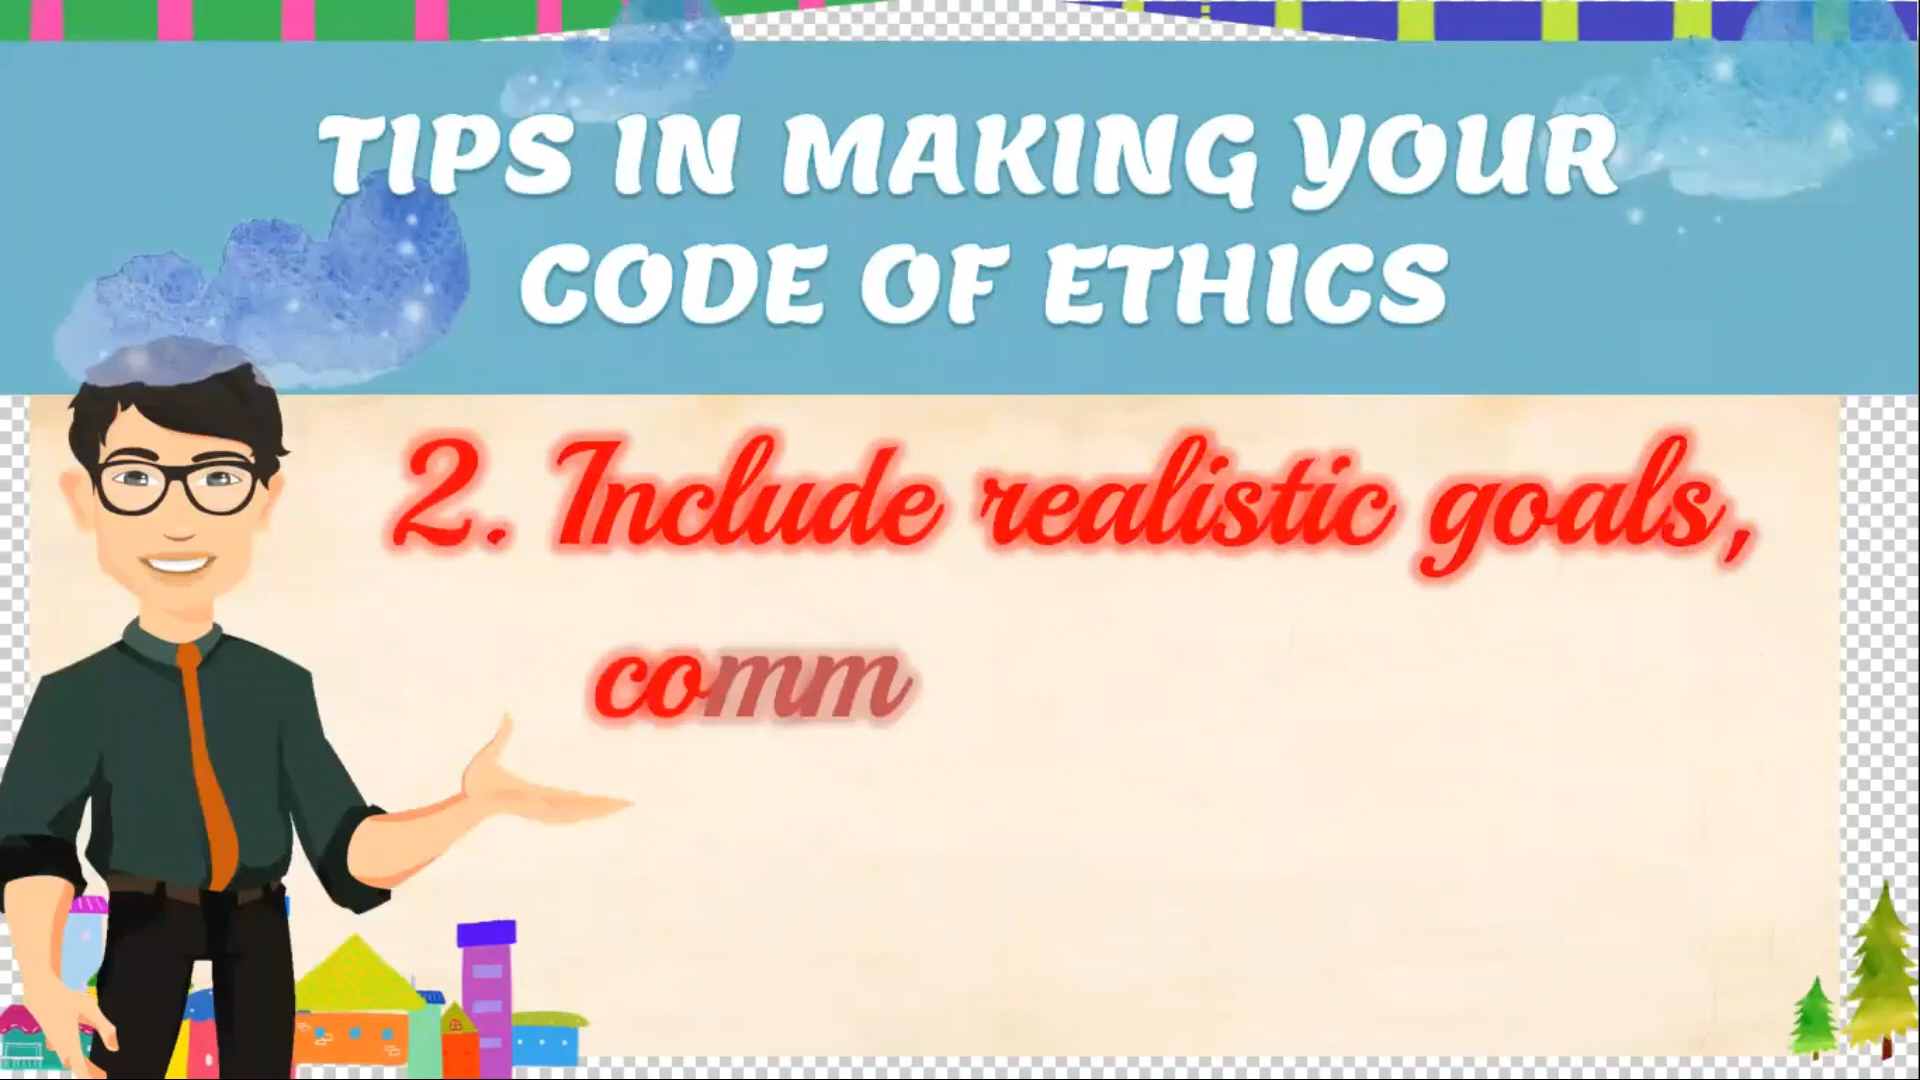 TIPS IN MAKING YOUR
CODE OF ETHICS
2. Include realistic goals,
comm